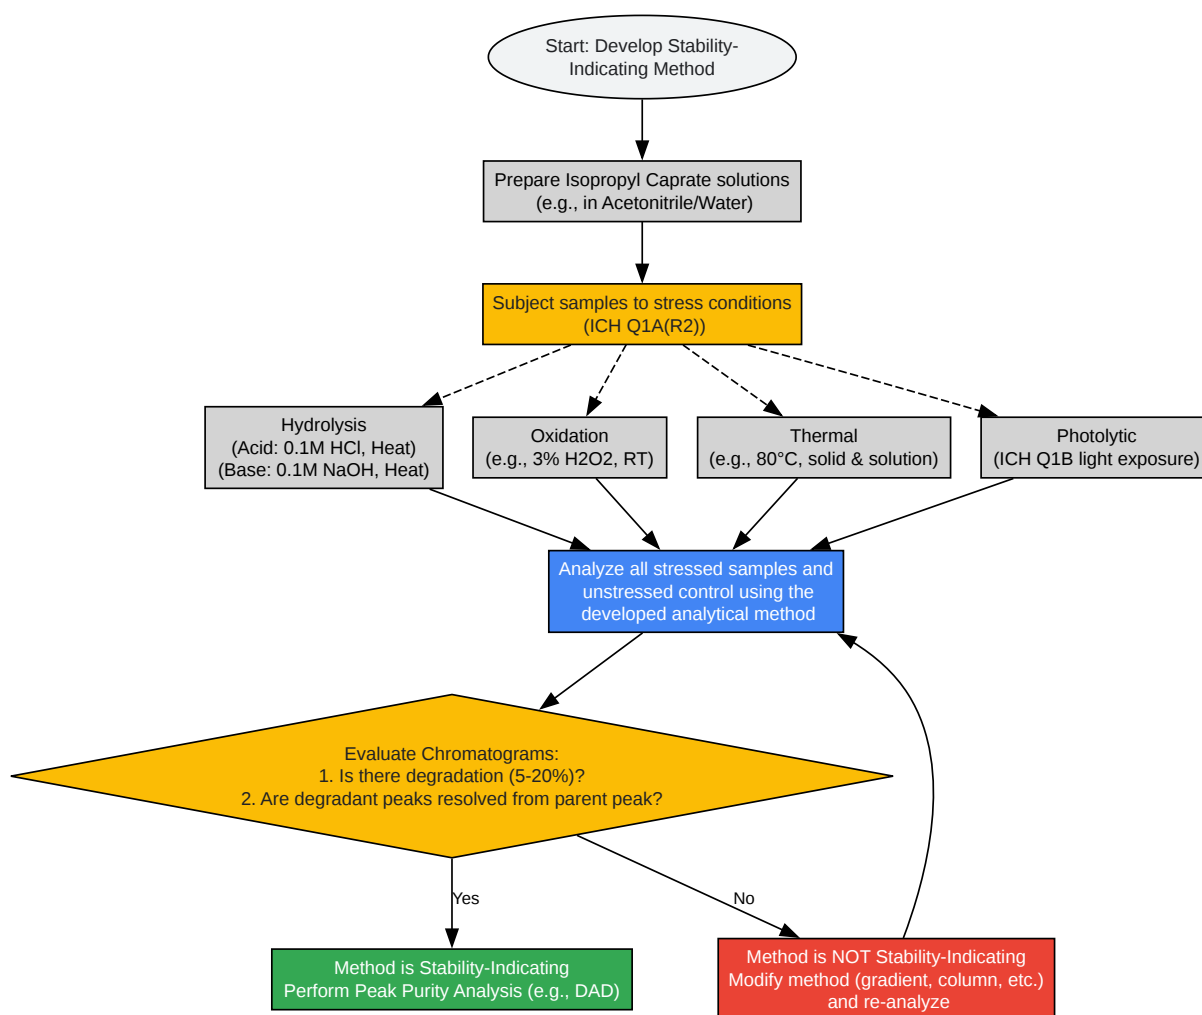 Start: Develop Stability-
Indicating Method
Prepare Isopropyl Caprate solutions
(e.g., in Acetonitrile/Water)
Subject samples to stress conditions
(ICH Q1A(R2))
Hydrolysis
(Acid: 0.1M HCl, Heat)
(Base: 0.1M NaOH, Heat)
Oxidation
(e.g., 3% H2O2, RT)
Thermal
(e.g., 80°C, solid & solution)
Photolytic
(ICH Q1B light exposure)
Analyze all stressed samples and
unstressed control using the
developed analytical method
Evaluate Chromatograms:
1. Is there degradation (5-20%)?
2. Are degradant peaks resolved from parent peak?
Yes
No
Method is Stability-Indicating
Perform Peak Purity Analysis (e.g., DAD)
Method is NOT Stability-Indicating
Modify method (gradient, column, etc.)
and re-analyze